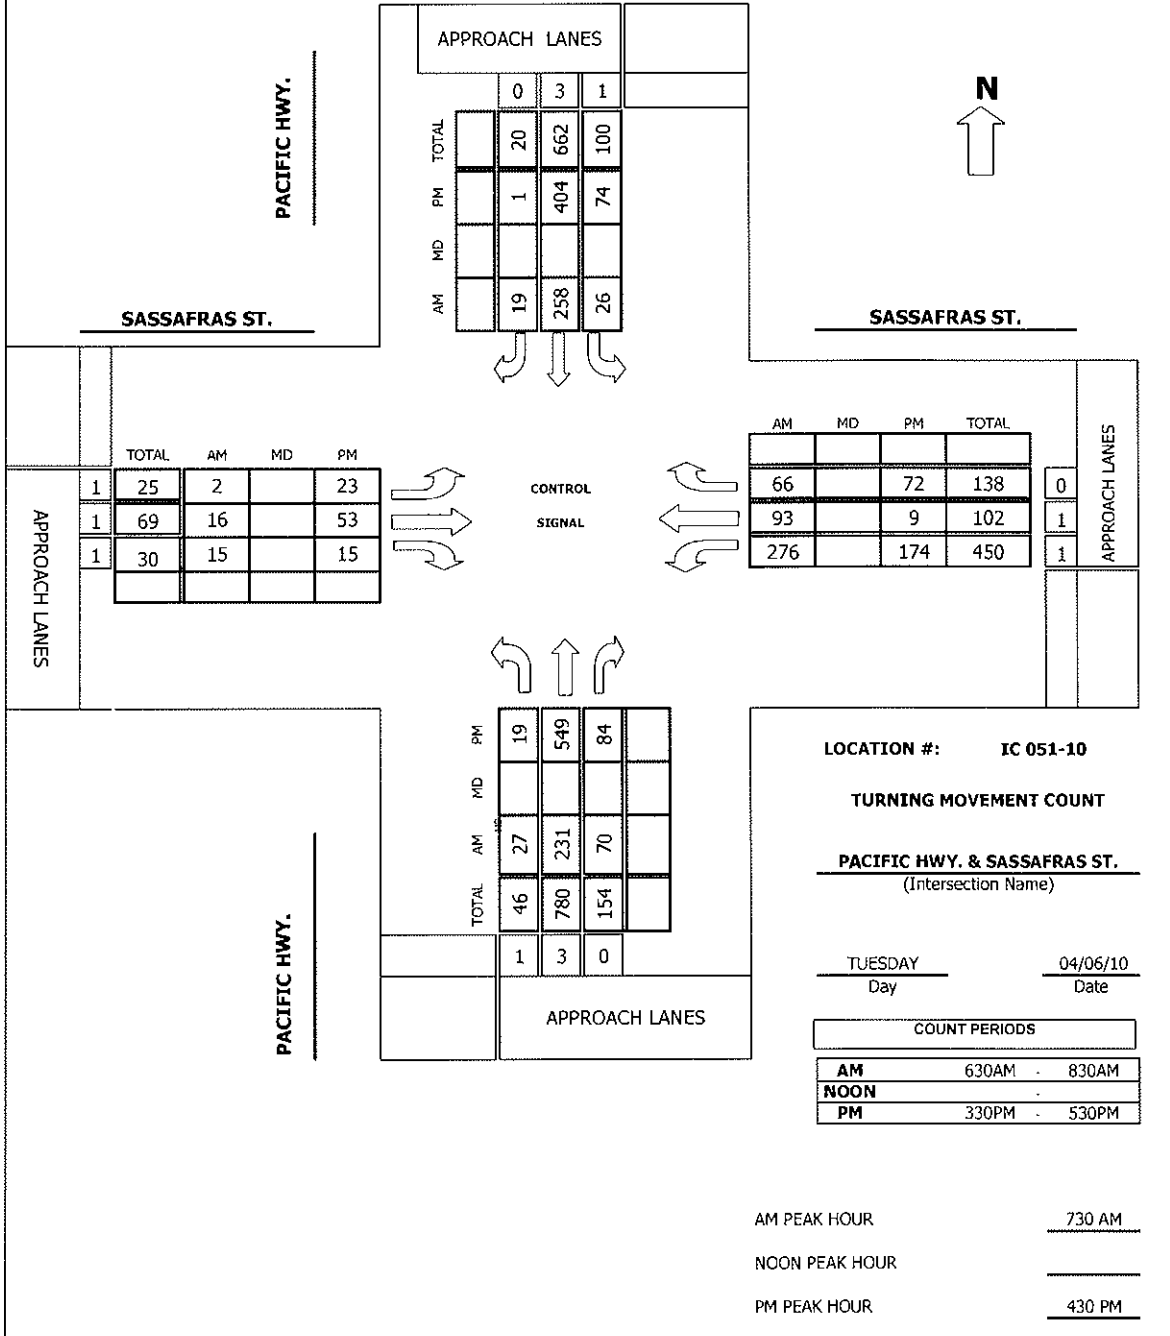 APPROACH LANES
0 3 1
PACIFIC HWY.
N
TOTAL 20 662 100
PM 1 404 74
MD
AM 19 258 26
SASSAFRAS ST.
SASSAFRAS ST.
AM MD PM TOTAL
66 72 138 0
93 9 102 1
276 174 450 1
APPROACH LANES
TOTAL AM MD PM
1 25 2 23
1 69 16 53
1 30 15 15
APPROACH LANES
CONTROL
SIGNAL
PM 19 549 84
MD
AM 27 231 70
TOTAL 46 780 154
1 3 0
APPROACH LANES
PACIFIC HWY.
LOCATION #: IC 051-10
TURNING MOVEMENT COUNT
PACIFIC HWY. & SASSAFRAS ST.
(Intersection Name)
TUESDAY 04/06/10
Day Date
COUNT PERIODS
AM 630AM - 830AM
NOON -
PM 330PM - 530PM
AM PEAK HOUR 730 AM
NOON PEAK HOUR
PM PEAK HOUR 430 PM